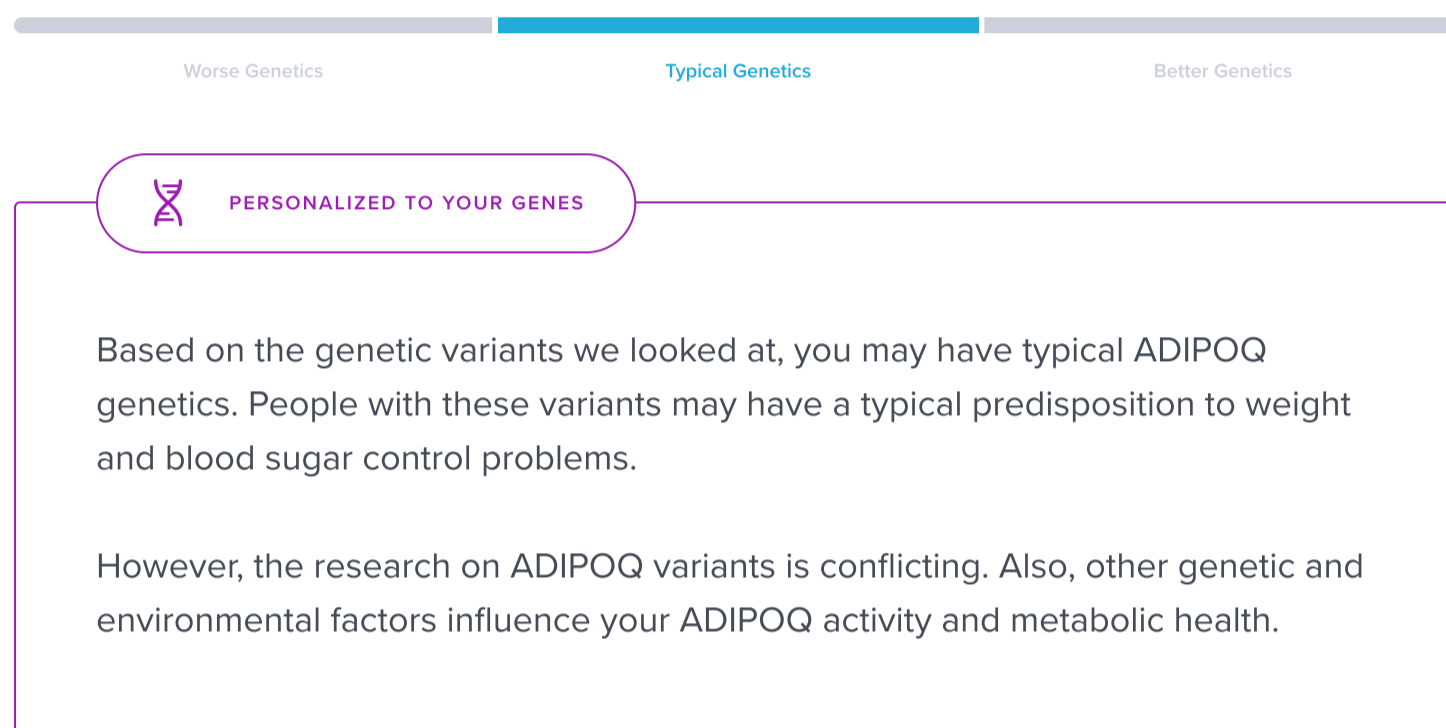 Worse Genetics
Typical Genetics
Better Genetics
PERSONALIZED TO YOUR GENES
Based on the genetic variants we looked at, you may have typical ADIPOQ
genetics. People with these variants may have a typical predisposition to weight
and blood sugar control problems.
However, the research on ADIPOQ variants is conflicting. Also, other genetic and
environmental factors influence your ADIPOQ activity and metabolic health.